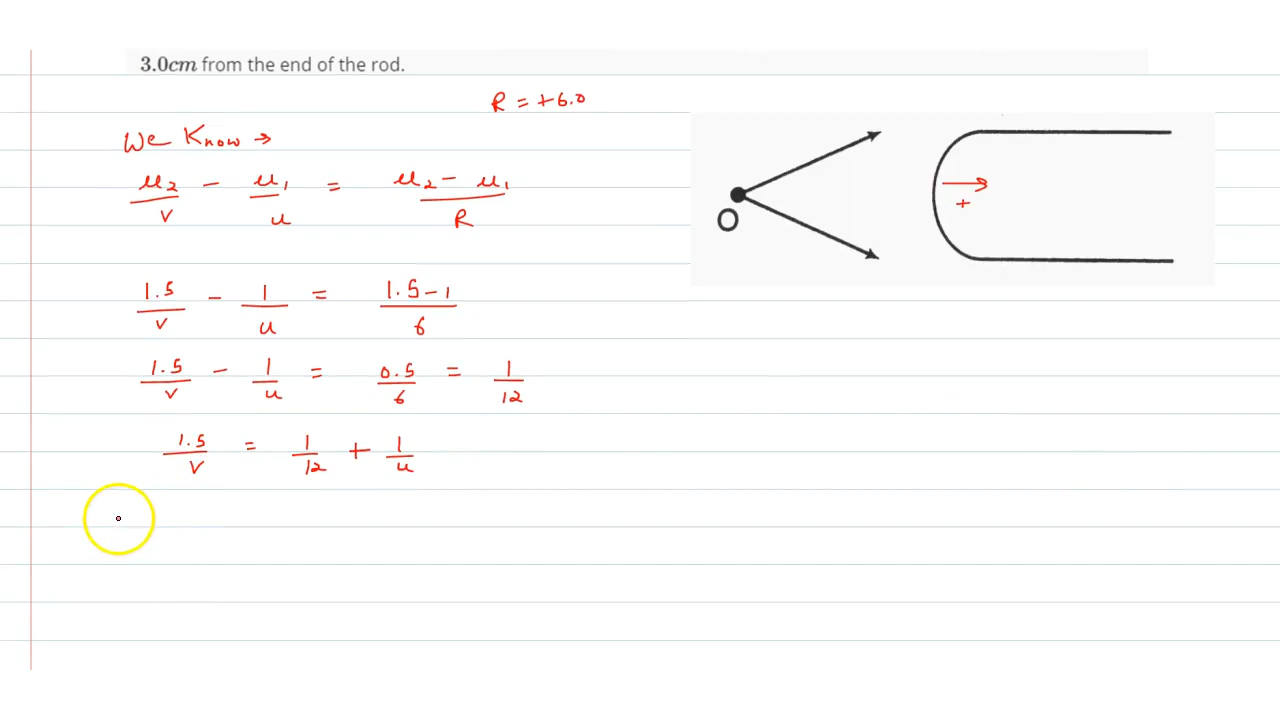 3.0cm from the end of the rod.
R = +6.0
We Know →
μ₂/v - μ₁/u = (μ₂ - μ₁)/R
O
+
1.5/v - 1/u = (1.5 - 1)/6
1.5/v - 1/u = 0.5/6 = 1/12
1.5/v = 1/12 + 1/u